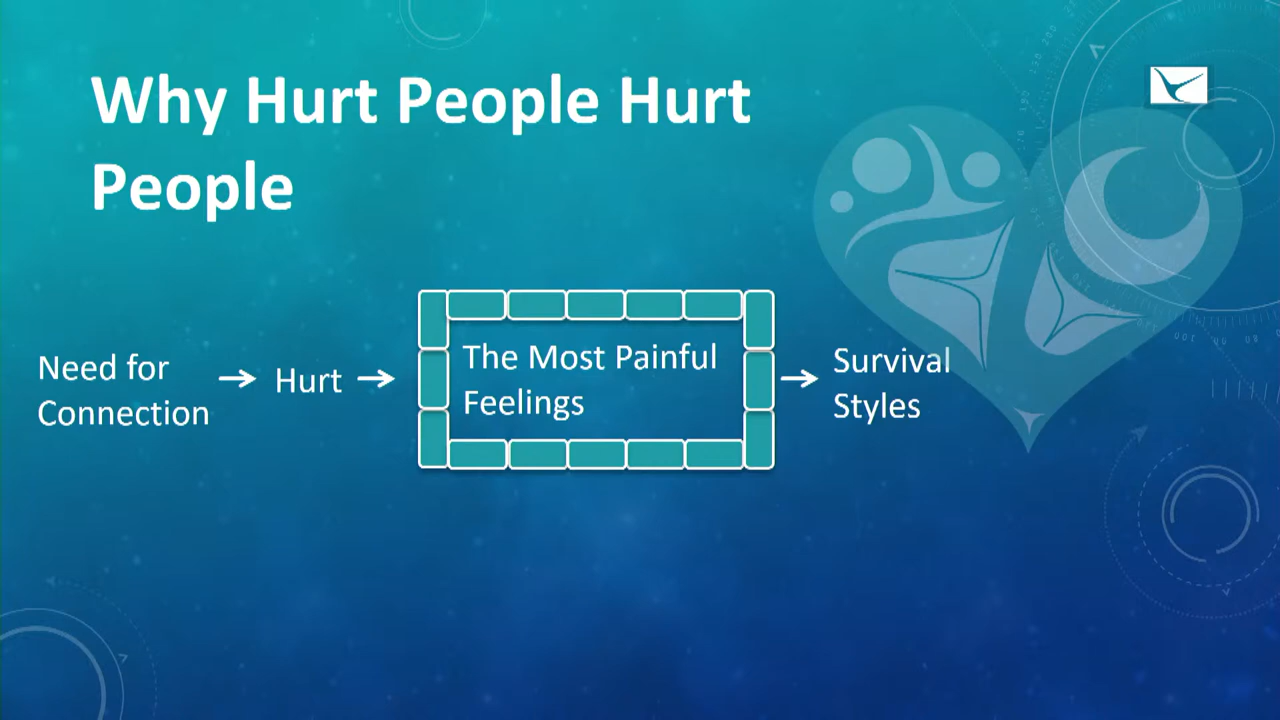 Why Hurt People Hurt
People
Need for
Connection
Hurt
The Most Painful
Feelings
Survival
Styles